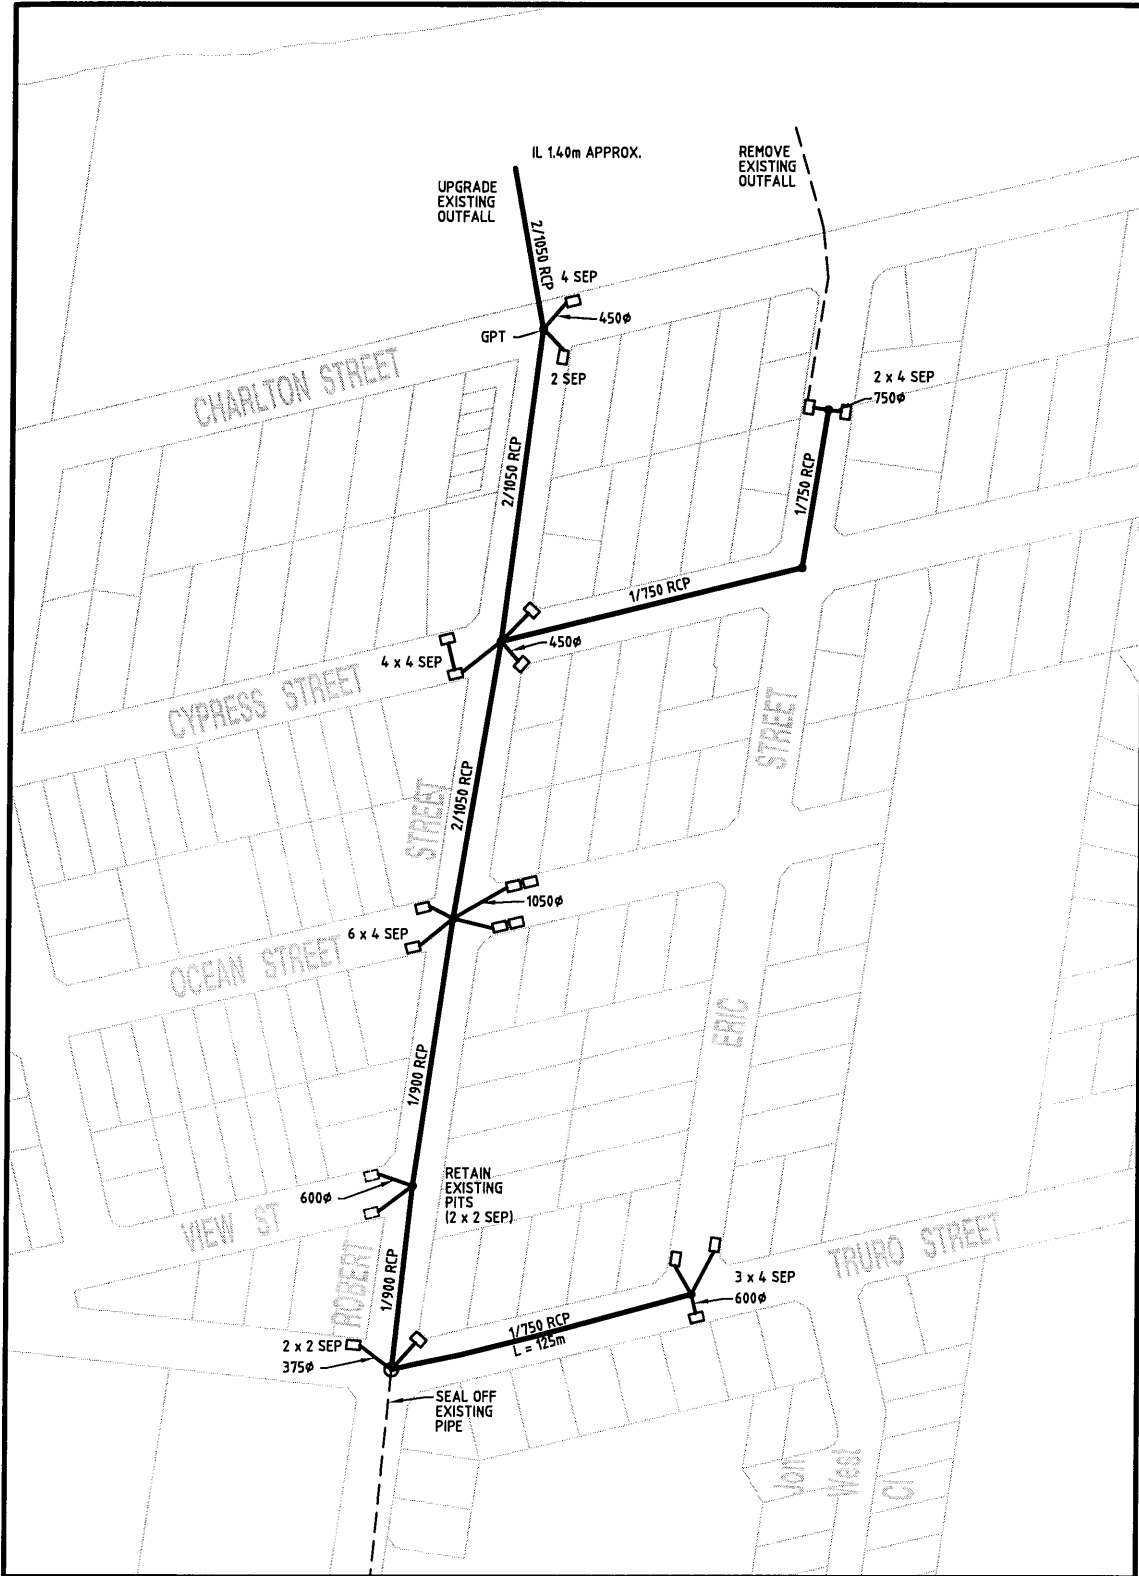 IL 1.40m APPROX.
REMOVE
EXISTING
OUTFALL
UPGRADE
EXISTING
OUTFALL
2/1050 RCP
4 SEP
450ø
GPT
2 SEP
CHARLTON STREET
2 x 4 SEP
750ø
2/1050 RCP
1/750 RCP
1/750 RCP
450ø
4 x 4 SEP
CYPRESS STREET
STREET
2/1050 RCP
STREET
1050ø
6 x 4 SEP
OCEAN STREET
ERIC
1/900 RCP
RETAIN
EXISTING
PITS
(2 x 2 SEP)
600ø
VIEW ST
ROBERT
1/900 RCP
TRURO STREET
3 x 4 SEP
600ø
1/750 RCP
L = 125m
2 x 2 SEP
375ø
SEAL OFF
EXISTING
PIPE
Jon
West
Cl